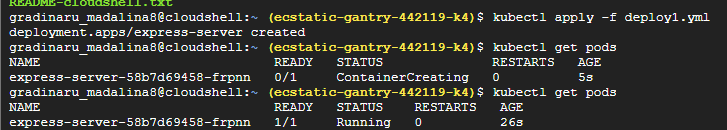 README-cloudshell.txt
gradinaru_madalina8@cloudshell:~ (ecstatic-gantry-442119-k4)$ kubectl apply -f deploy1.yml
deployment.apps/express-server created
gradinaru_madalina8@cloudshell:~ (ecstatic-gantry-442119-k4)$ kubectl get pods
NAME READY STATUS RESTARTS AGE
express-server-58b7d69458-frpnn 0/1 ContainerCreating 0 5s
gradinaru_madalina8@cloudshell:~ (ecstatic-gantry-442119-k4)$ kubectl get pods
NAME READY STATUS RESTARTS AGE
express-server-58b7d69458-frpnn 1/1 Running 0 26s